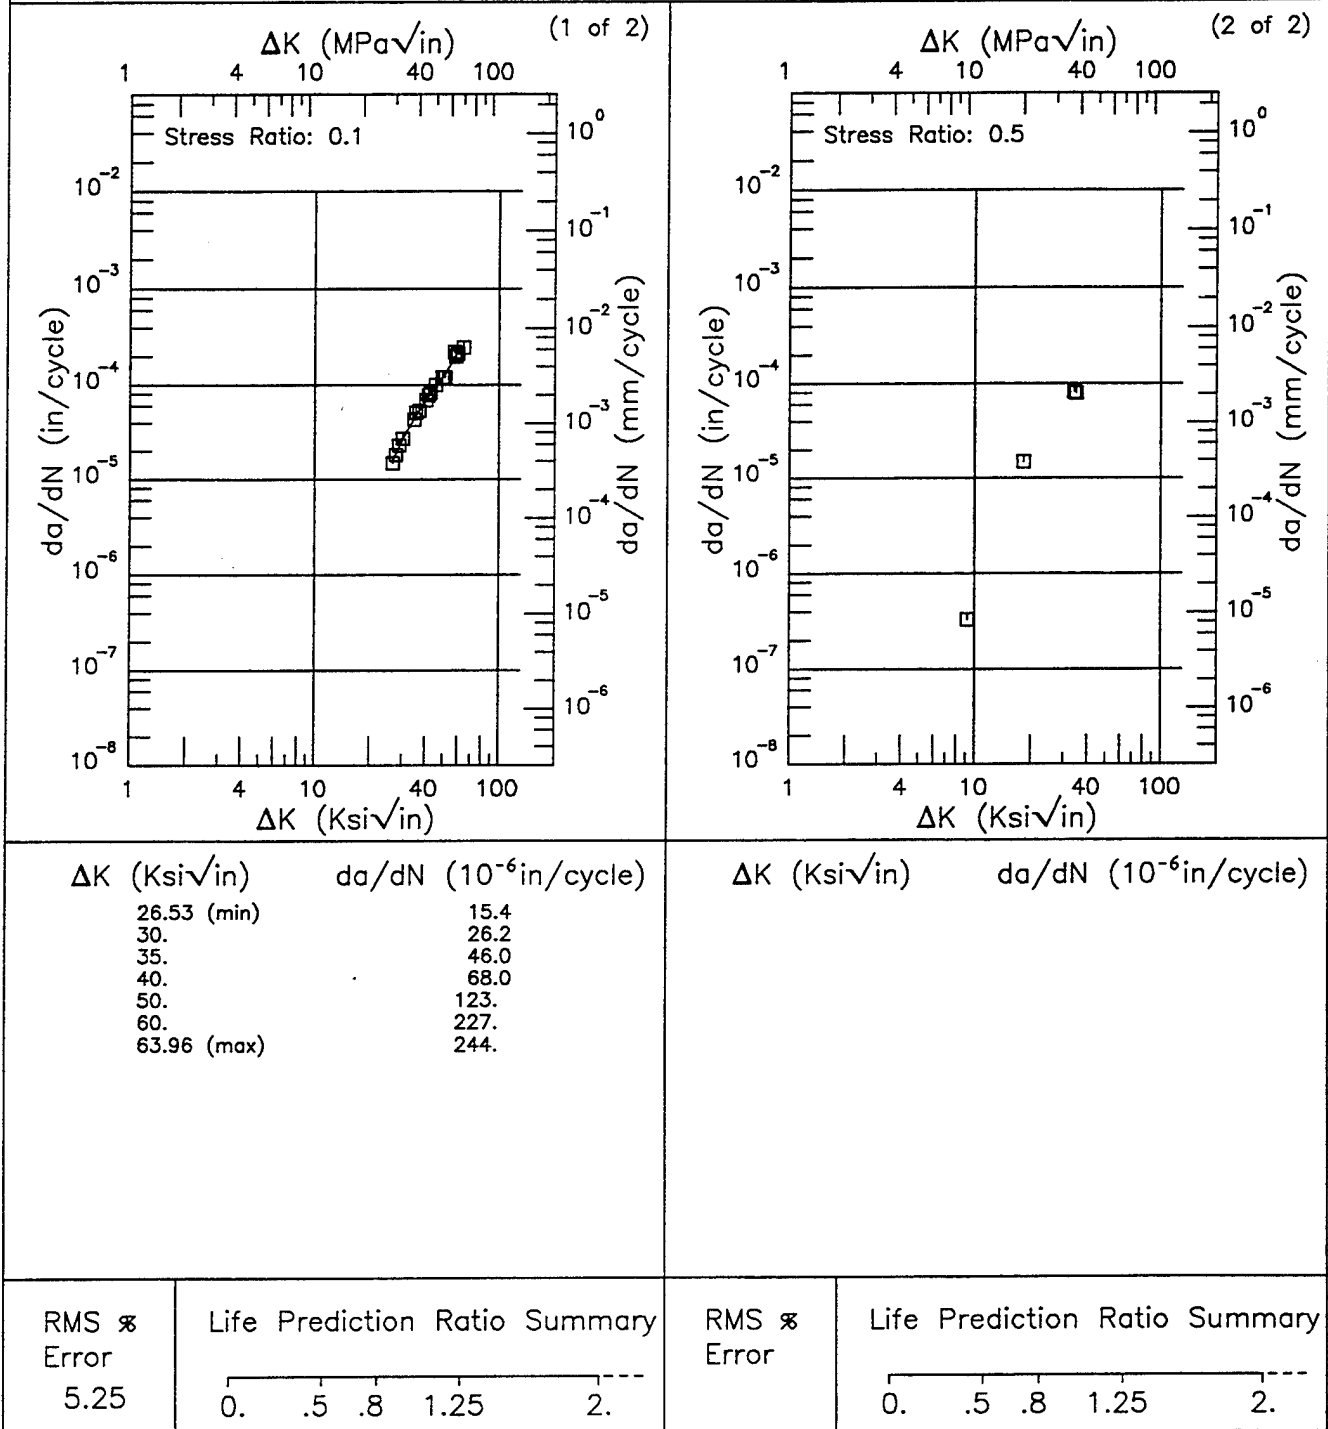 (1 of 2)
ΔK (MPa√in)
1 4 10 40 100
Stress Ratio: 0.1
10⁰
10⁻²
10⁻¹
10⁻³
10⁻²
10⁻⁴
10⁻³
10⁻⁵
10⁻⁴
10⁻⁶
10⁻⁵
10⁻⁷
10⁻⁶
10⁻⁸
da/dN (in/cycle)
da/dN (mm/cycle)
1 4 10 40 100
ΔK (Ksi√in)
(2 of 2)
ΔK (MPa√in)
1 4 10 40 100
Stress Ratio: 0.5
10⁰
10⁻²
10⁻¹
10⁻³
10⁻²
10⁻⁴
10⁻³
10⁻⁵
10⁻⁴
10⁻⁶
10⁻⁵
10⁻⁷
10⁻⁶
10⁻⁸
da/dN (in/cycle)
da/dN (mm/cycle)
1 4 10 40 100
ΔK (Ksi√in)
ΔK (Ksi√in) da/dN (10⁻⁶in/cycle)
26.53 (min) 15.4
30. 26.2
35. 46.0
40. 68.0
50. 123.
60. 227.
63.96 (max) 244.
ΔK (Ksi√in) da/dN (10⁻⁶in/cycle)
RMS %
Error
5.25
Life Prediction Ratio Summary
0. .5 .8 1.25 2.
RMS %
Error
Life Prediction Ratio Summary
0. .5 .8 1.25 2.